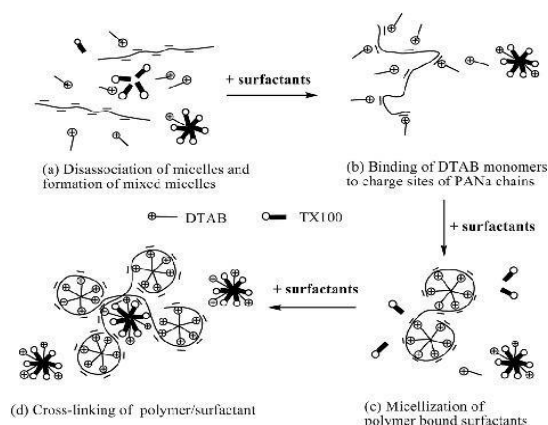 + surfactants
(a) Disassociation of micelles and
formation of mixed micelles
(b) Binding of DTAB monomers
to charge sites of PANa chains
DTAB
TX100
+ surfactants
+ surfactants
(d) Cross-linking of polymer/surfactant
(c) Micellization of
polymer bound surfactants